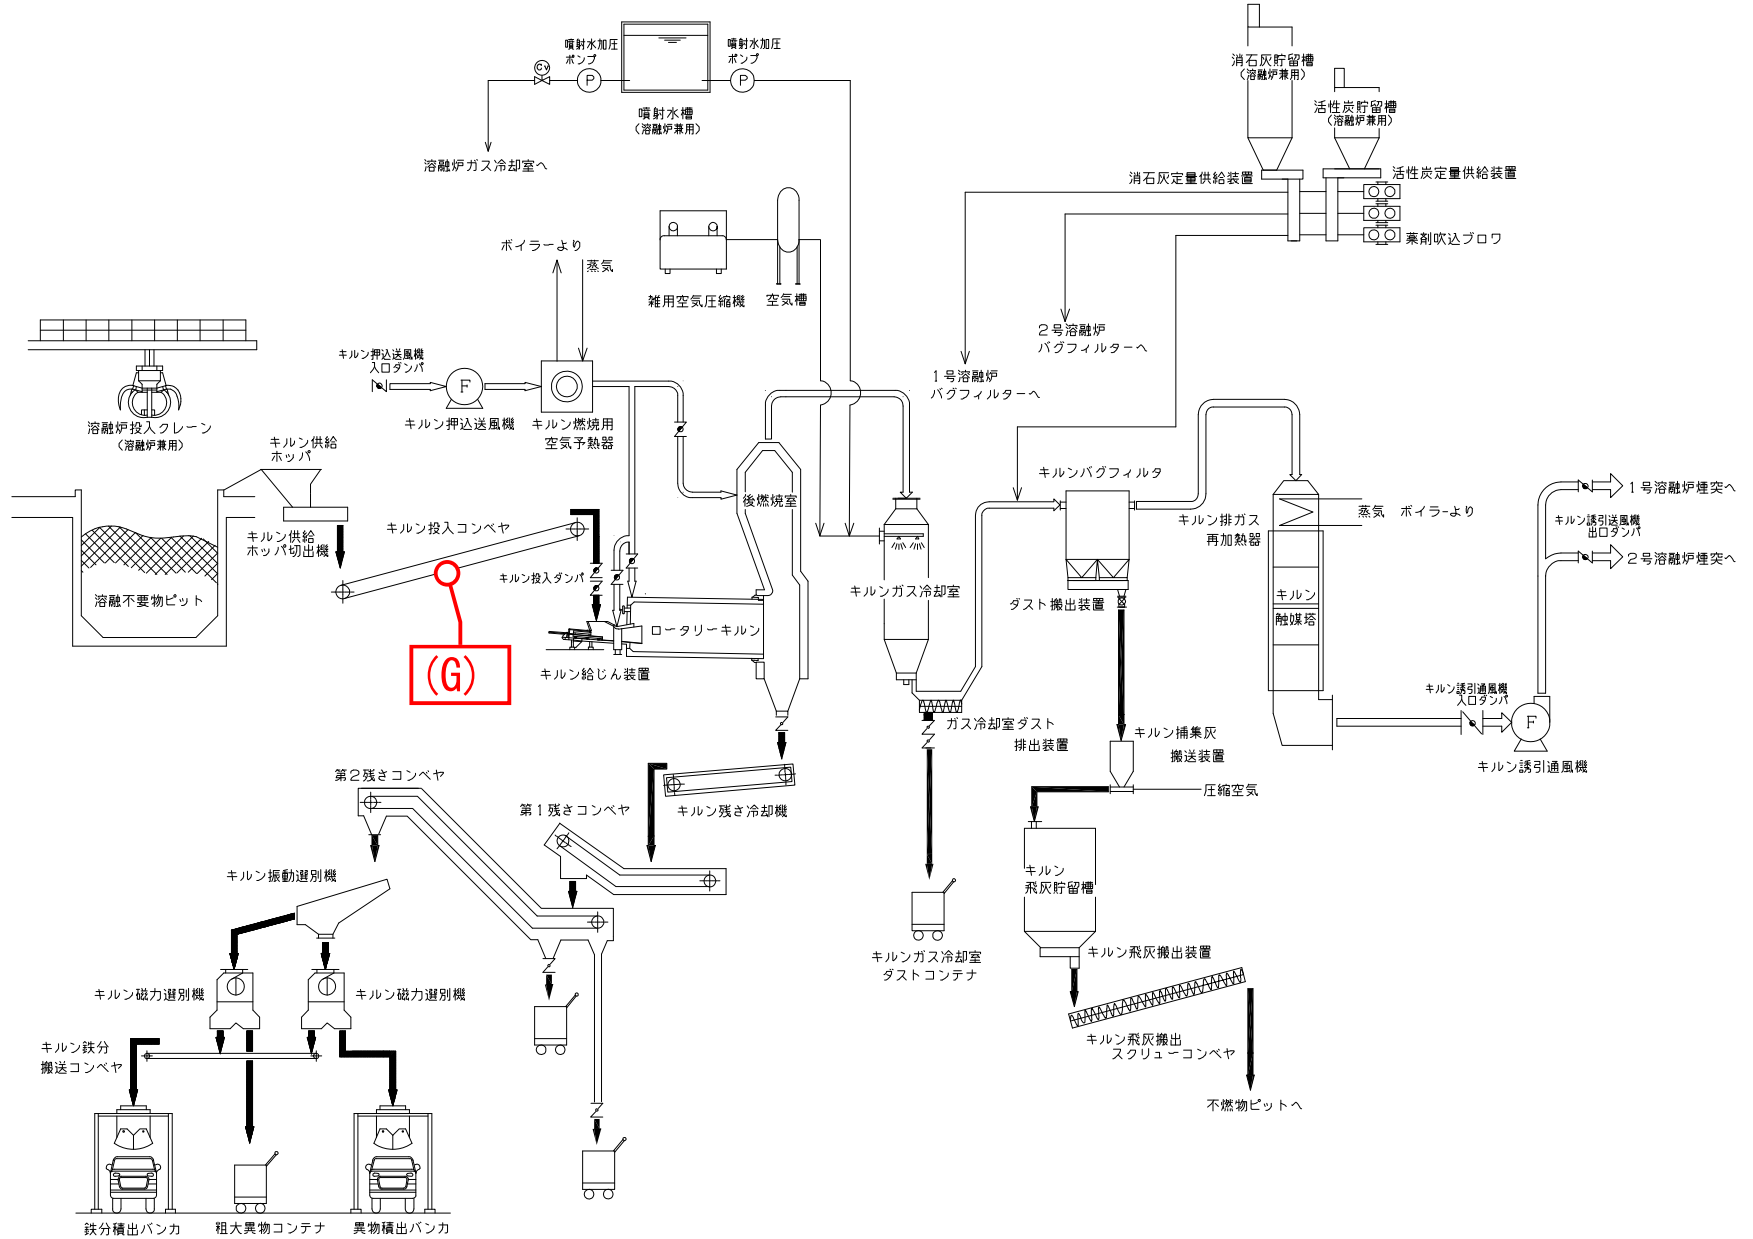 噴射水加圧
ポンプ
噴射水加圧
ポンプ
Cv
P
P
噴射水槽
(溶融炉兼用)
溶融炉ガス冷却室へ
消石灰貯留槽
(溶融炉兼用)
活性炭貯留槽
(溶融炉兼用)
消石灰定量供給装置
活性炭定量供給装置
薬剤吹込ブロワ
ボイラーより
蒸気
雑用空気圧縮機
空気槽
2号溶融炉
バグフィルターへ
1号溶融炉
バグフィルターへ
キルン押込送風機
入口ダンパ
F
キルン押込送風機
キルン燃焼用
空気予熱器
溶融炉投入クレーン
(溶融炉兼用)
キルン供給
ホッパ
キルン供給
ホッパ切出機
溶融不要物ピット
キルン投入コンベヤ
キルン投入ダンパ
(G)
後燃焼室
ロータリーキルン
キルン給じん装置
キルンガス冷却室
キルンバグフィルタ
ダスト搬出装置
キルン排ガス
再加熱器
蒸気 ボイラーより
キルン
触媒塔
1号溶融炉煙突へ
キルン誘引送風機
出口ダンパ
2号溶融炉煙突へ
キルン誘引通風機
入口ダンパ
F
キルン誘引通風機
ガス冷却室ダスト
排出装置
キルン捕集灰
搬送装置
圧縮空気
第2残さコンベヤ
第1残さコンベヤ
キルン残さ冷却機
キルン振動選別機
キルン
飛灰貯留槽
キルン磁力選別機
キルン磁力選別機
キルンガス冷却室
ダストコンテナ
キルン飛灰搬出装置
キルン鉄分
搬送コンベヤ
キルン飛灰搬出
スクリューコンベヤ
不燃物ピットへ
鉄分積出バンカ
粗大異物コンテナ
異物積出バンカ